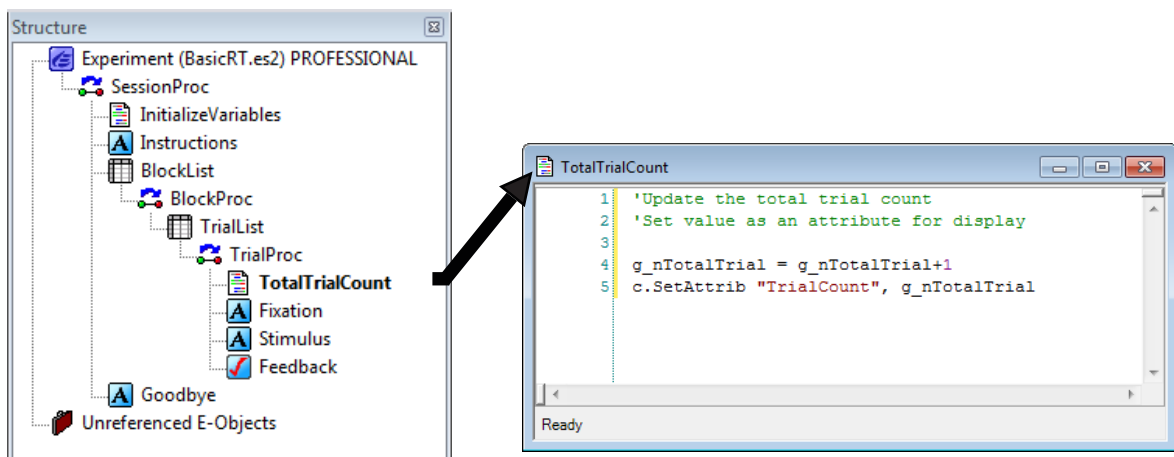 Structure
Experiment (BasicRT.es2) PROFESSIONAL
SessionProc
InitializeVariables
A Instructions
BlockList
BlockProc
TrialList
TrialProc
TotalTrialCount
A Fixation
A Stimulus
Feedback
A Goodbye
Unreferenced E-Objects
TotalTrialCount
1 'Update the total trial count
2 'Set value as an attribute for display
3
4 g_nTotalTrial = g_nTotalTrial+1
5 c.SetAttrib "TrialCount", g_nTotalTrial
Ready